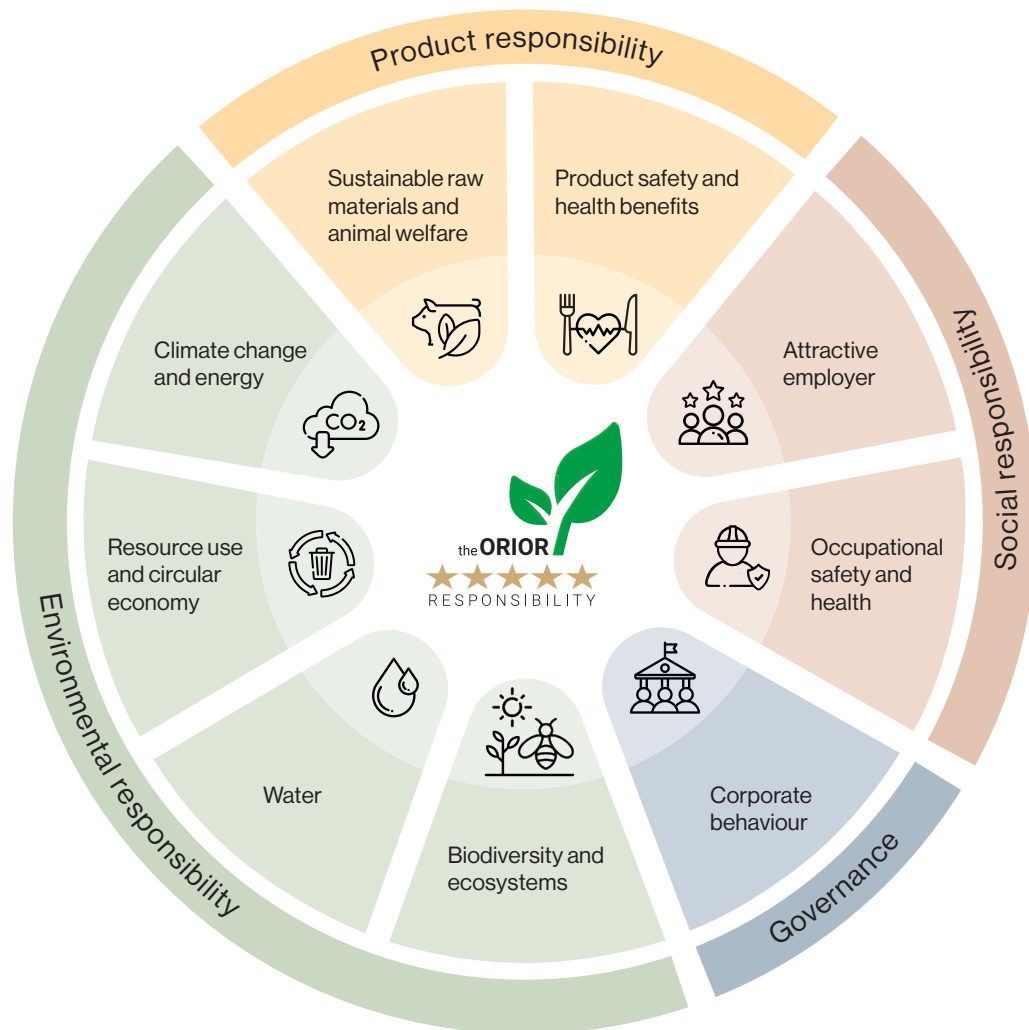 Product responsibility
Sustainable raw
materials and
animal welfare
Product safety and
health benefits
Climate change
and energy
CO₂
Attractive
employer
Social responsibility
Resource use
and circular
economy
the ORIOR
RESPONSIBILITY
Occupational
safety and
health
Environmental responsibility
Water
Biodiversity and
ecosystems
Corporate
behaviour
Governance